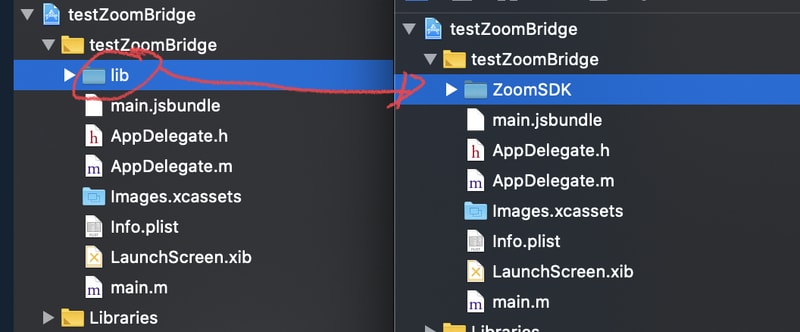 testZoomBridge
testZoomBridge
lib
main.jsbundle
AppDelegate.h
AppDelegate.m
Images.xcassets
Info.plist
LaunchScreen.xib
main.m
Libraries
testZoomBridge
testZoomBridge
ZoomSDK
main.jsbundle
AppDelegate.h
AppDelegate.m
Images.xcassets
Info.plist
LaunchScreen.xib
main.m
Libraries